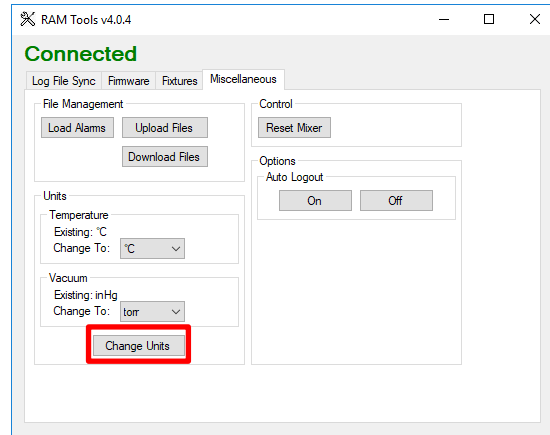 RAM Tools v4.0.4
Connected
Log File Sync Firmware Fixtures Miscellaneous
File Management
Load Alarms Upload Files
Download Files
Units
Temperature
Existing: °C
Change To: °C
Vacuum
Existing: inHg
Change To: torr
Change Units
Control
Reset Mixer
Options
Auto Logout
On Off